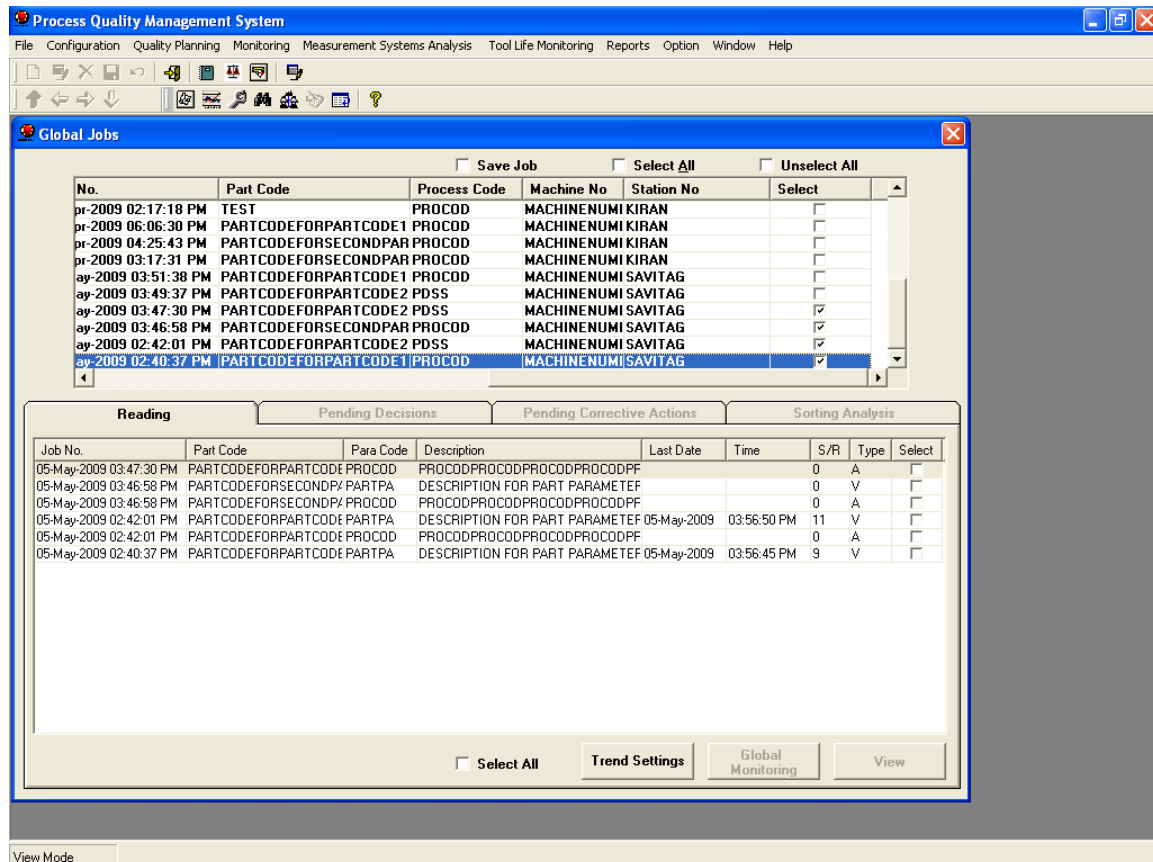 Process Quality Management System
File Configuration Quality Planning Monitoring Measurement Systems Analysis Tool Life Monitoring Reports Option Window Help
Global Jobs
Save Job Select All Unselect All
No. Part Code Process Code Machine No Station No Select
pr-2009 02:17:18 PM TEST PROCOD MACHINENUMI KIRAN
pr-2009 06:06:30 PM PARTCODEFORPARTCODE1 PROCOD MACHINENUMI KIRAN
pr-2009 04:25:43 PM PARTCODEFORSECONDPAR PROCOD MACHINENUMI KIRAN
pr-2009 03:17:31 PM PARTCODEFORSECONDPAR PROCOD MACHINENUMI KIRAN
ay-2009 03:51:38 PM PARTCODEFORPARTCODE1 PROCOD MACHINENUMI SAVITAG
ay-2009 03:49:37 PM PARTCODEFORPARTCODE2 PDSS MACHINENUMI SAVITAG
ay-2009 03:47:30 PM PARTCODEFORPARTCODE2 PDSS MACHINENUMI SAVITAG
ay-2009 03:46:58 PM PARTCODEFORSECONDPAR PROCOD MACHINENUMI SAVITAG
ay-2009 02:42:01 PM PARTCODEFORPARTCODE2 PDSS MACHINENUMI SAVITAG
ay-2009 02:40:37 PM PARTCODEFORPARTCODE1 PROCOD MACHINENUMI SAVITAG
Reading Pending Decisions Pending Corrective Actions Sorting Analysis
Job No. Part Code Para Code Description Last Date Time S/R Type Select
05-May-2009 03:47:30 PM PARTCODEFORPARTCODE PROCOD PROCODPROCODPROCODPROCODPF 0 A
05-May-2009 03:46:58 PM PARTCODEFORSECONDPA PARTPA DESCRIPTION FOR PART PARAMETER 0 V
05-May-2009 03:46:58 PM PARTCODEFORSECONDPA PROCOD PROCODPROCODPROCODPROCODPF 0 A
05-May-2009 02:42:01 PM PARTCODEFORPARTCODE PARTPA DESCRIPTION FOR PART PARAMETER 05-May-2009 03:56:50 PM 11 V
05-May-2009 02:42:01 PM PARTCODEFORPARTCODE PROCOD PROCODPROCODPROCODPROCODPF 0 A
05-May-2009 02:40:37 PM PARTCODEFORPARTCODE PARTPA DESCRIPTION FOR PART PARAMETER 05-May-2009 03:56:45 PM 9 V
Select All Trend Settings Global Monitoring View
View Mode